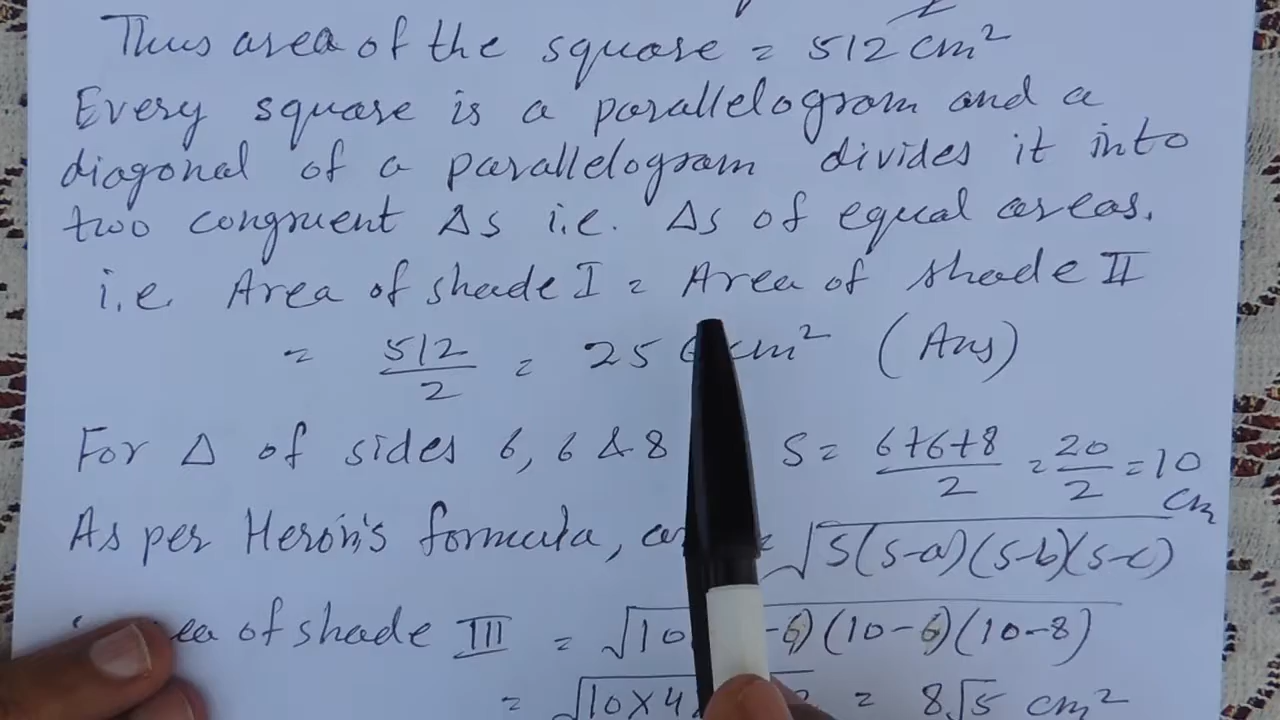 Thus area of the square = 512 cm²
Every square is a parallelogram and a
diagonal of a parallelogram divides it into
two congruent Δs i.e. Δs of equal areas.
i.e. Area of shade I = Area of shade II
= 512/2 = 256 cm² (Ans)
For Δ of sides 6, 6 & 8 S = 6+6+8/2 = 20/2 = 10 cm
As per Heron's formula, = √S(S-a)(S-b)(S-c)
of shade III = √10 -6)(10-6)(10-8)
= √10×4 = 8√5 cm²